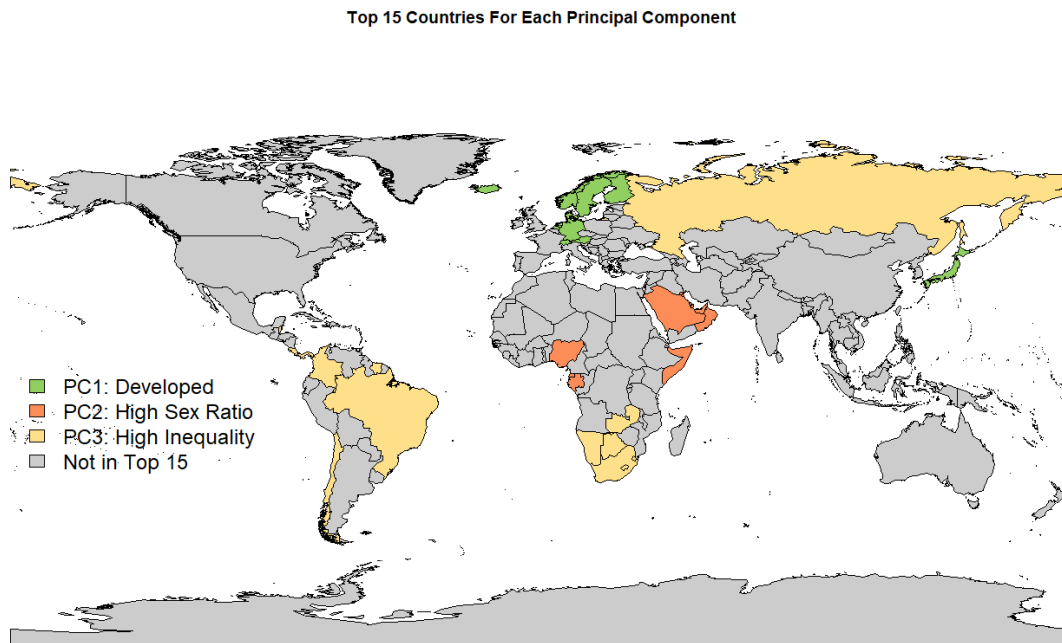 Top 15 Countries For Each Principal Component
PC1: Developed
PC2: High Sex Ratio
PC3: High Inequality
Not in Top 15